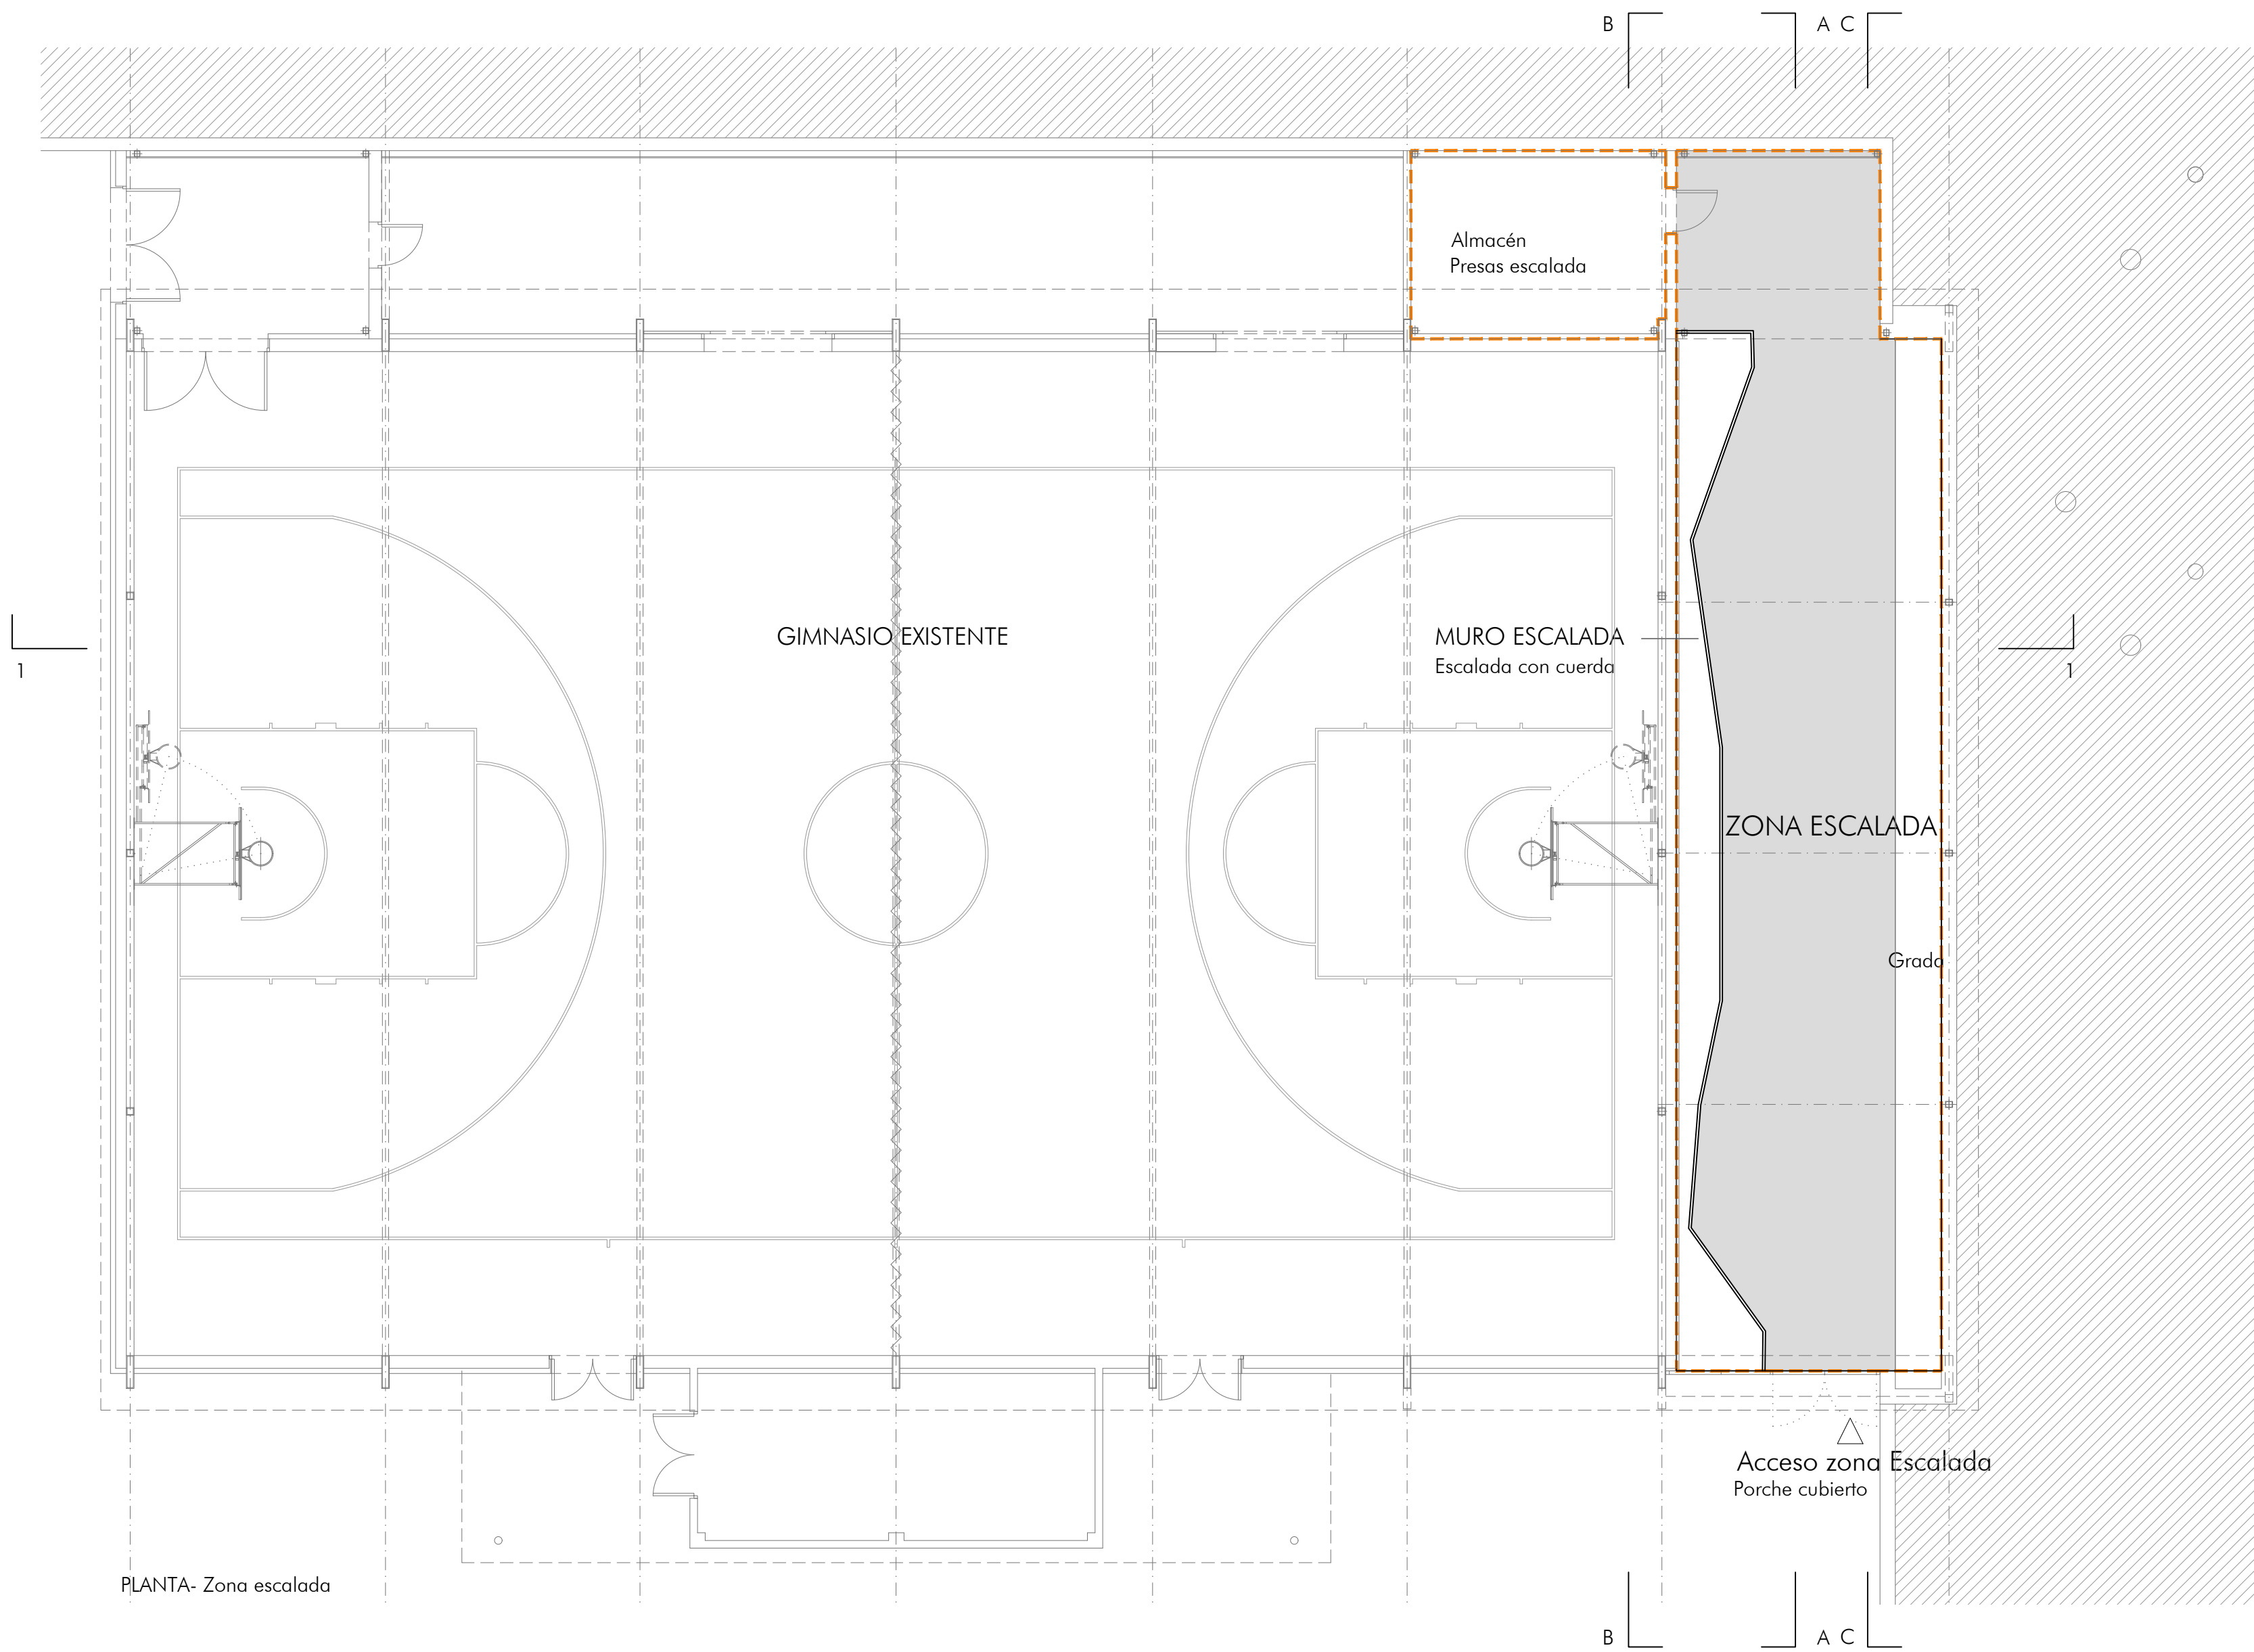 B
A
C
Almacén
Presas escalada
GIMNASIO EXISTENTE
MURO ESCALADA
Escalada con cuerda
1
1
ZONA ESCALADA
Grada
Acceso zona Escalada
Porche cubierto
PLANTA- Zona escalada
B
A
C